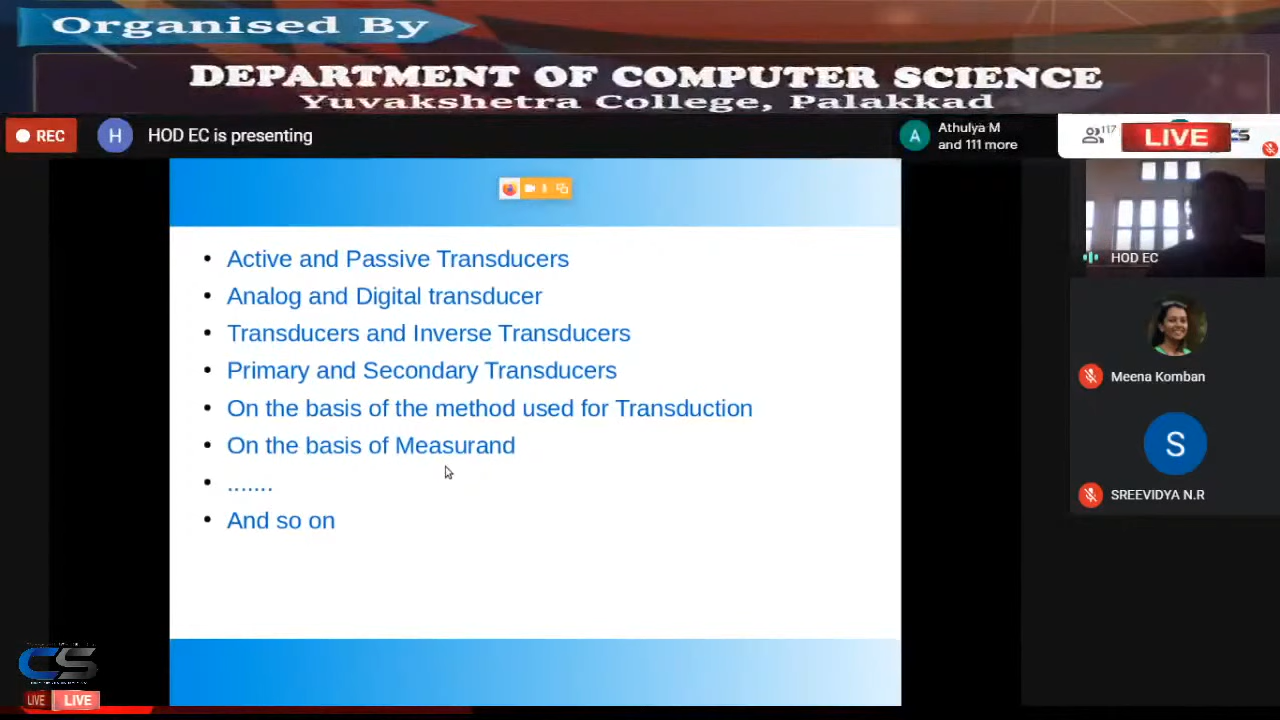 Organised By
DEPARTMENT OF COMPUTER SCIENCE
Yuvakshetra College, Palakkad
REC
H
HOD EC is presenting
A
Athulya M
and 111 more
117
LIVE
CS
HOD EC
Meena Komban
S
SREEVIDYA N.R
• Active and Passive Transducers
• Analog and Digital transducer
• Transducers and Inverse Transducers
• Primary and Secondary Transducers
• On the basis of the method used for Transduction
• On the basis of Measurand
• .......
• And so on
CS
LIVE
LIVE